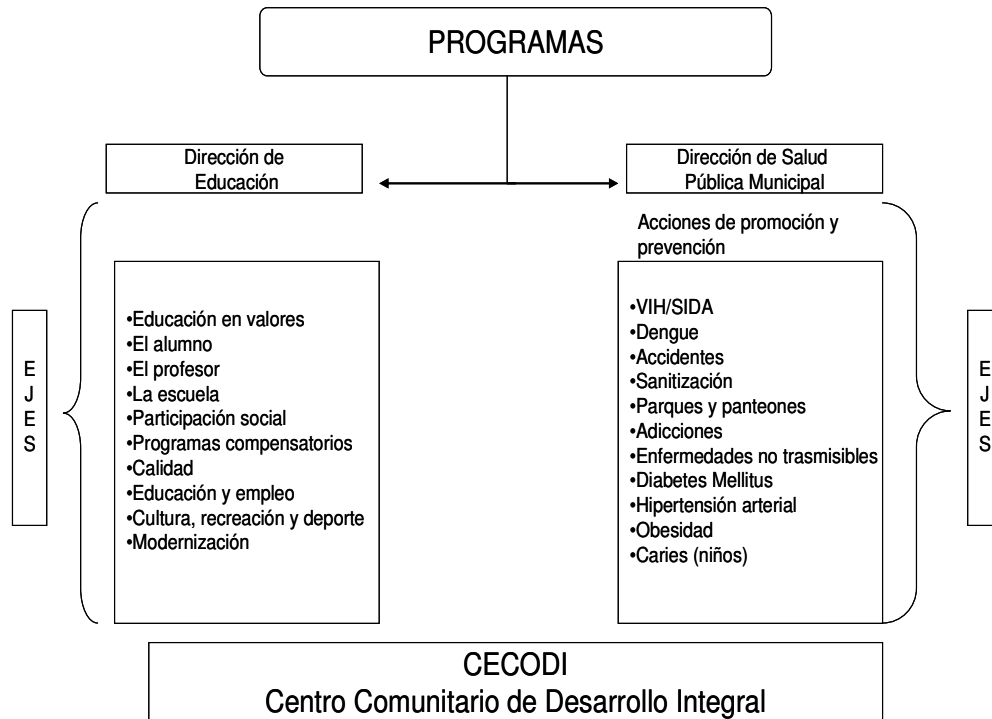 PROGRAMAS
Dirección de
Educación
Dirección de Salud
Pública Municipal
Acciones de promoción y
prevención
E
J
E
S
•Educación en valores
•El alumno
•El profesor
•La escuela
•Participación social
•Programas compensatorios
•Calidad
•Educación y empleo
•Cultura, recreación y deporte
•Modernización
•VIH/SIDA
•Dengue
•Accidentes
•Sanitización
•Parques y panteones
•Adicciones
•Enfermedades no trasmisibles
•Diabetes Mellitus
•Hipertensión arterial
•Obesidad
•Caries (niños)
E
J
E
S
CECODI
Centro Comunitario de Desarrollo Integral